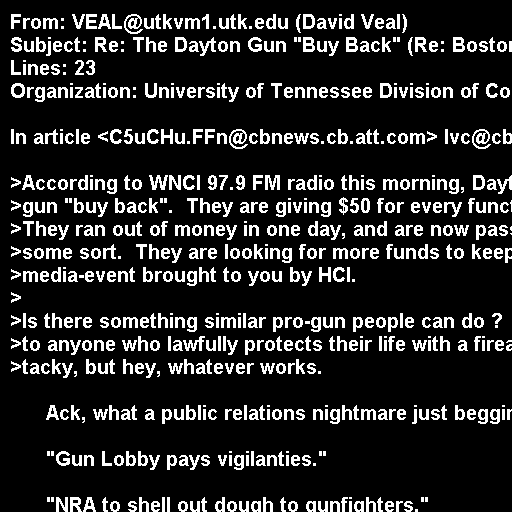 From: VEAL@utkvm1.utk.edu (David Veal)
Subject: Re: The Dayton Gun "Buy Back" (Re: Boston
Lines: 23
Organization: University of Tennessee Division of Co
In article <C5uCHu.FFn@cbnews.cb.att.com> lvc@cb
>According to WNCI 97.9 FM radio this morning, Dayt
>gun "buy back".  They are giving $50 for every funct
>They ran out of money in one day, and are now pass
>some sort.  They are looking for more funds to keep
>media-event brought to you by HCI.
>
>Is there something similar pro-gun people can do ?
>to anyone who lawfully protects their life with a firea
>tacky, but hey, whatever works.
Ack, what a public relations nightmare just beggin
"Gun Lobby pays vigilanties."
"NRA to shell out dough to gunfighters."